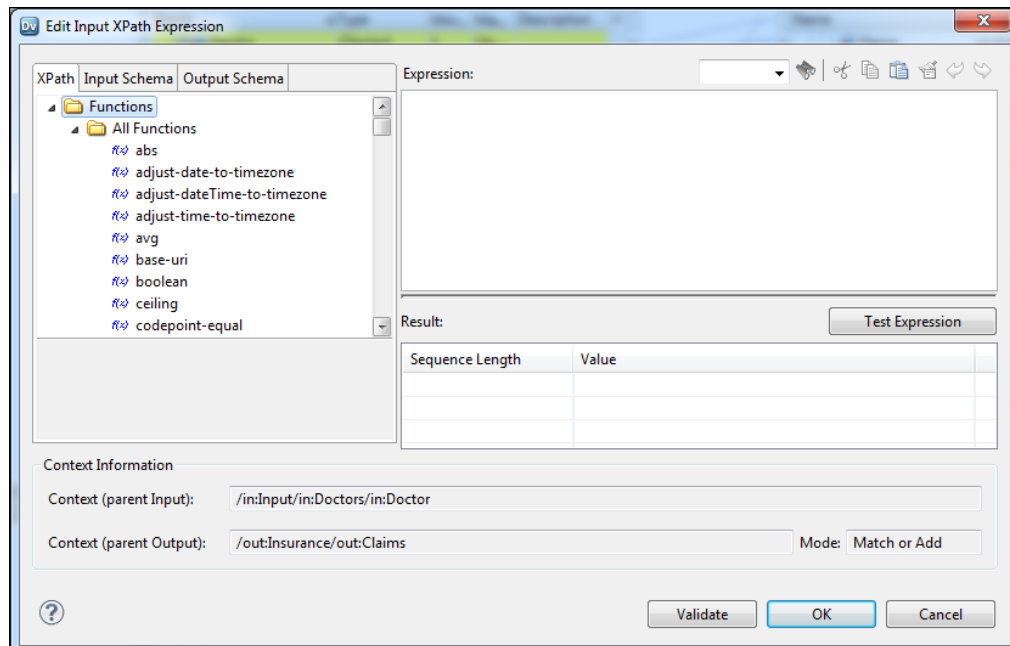 Dv Edit Input XPath Expression
XPath Input Schema Output Schema
Functions
All Functions
f(x) abs
f(x) adjust-date-to-timezone
f(x) adjust-dateTime-to-timezone
f(x) adjust-time-to-timezone
f(x) avg
f(x) base-uri
f(x) boolean
f(x) ceiling
f(x) codepoint-equal
Expression:
Result:
Test Expression
Sequence Length Value
Context Information
Context (parent Input): /in:Input/in:Doctors/in:Doctor
Context (parent Output): /out:Insurance/out:Claims Mode: Match or Add
?
Validate OK Cancel